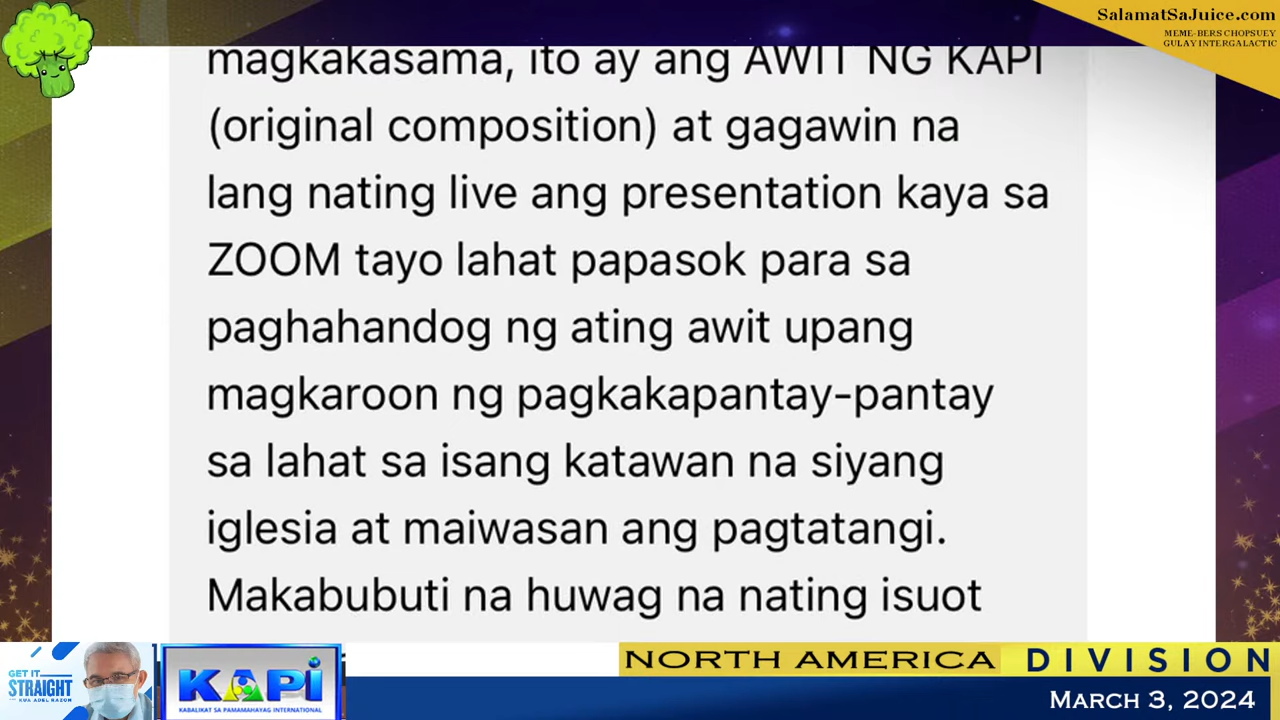 SalamatSaJuice.com
MEME-BERS CHOPSUEY
GULAY INTERGALACTIC
magkakasama, ito ay ang AWIT NG KAPI
(original composition) at gagawin na
lang nating live ang presentation kaya sa
ZOOM tayo lahat papasok para sa
paghahandog ng ating awit upang
magkaroon ng pagkakapantay-pantay
sa lahat sa isang katawan na siyang
iglesia at maiwasan ang pagtatangi.
Makabubuti na huwag na nating isuot
GET IT
STRAIGHT
KUYA ADEL RAZON
KAPI
KABALIKAT SA PAMAMAHAYAG INTERNATIONAL
NORTH AMERICA DIVISION
MARCH 3, 2024